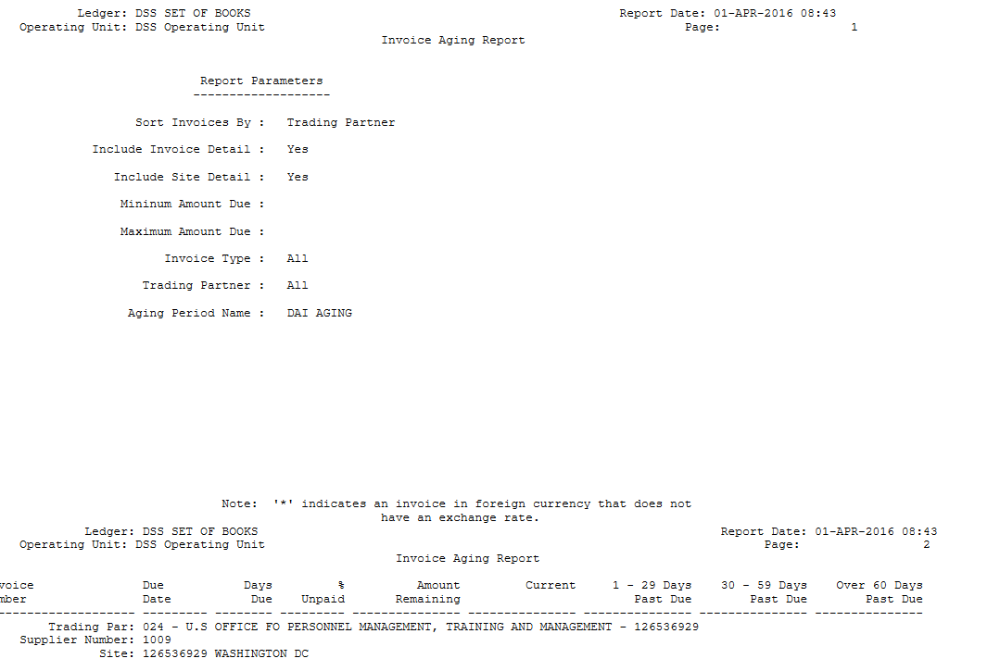 Ledger: DSS SET OF BOOKS Report Date: 01-APR-2016 08:43
Operating Unit: DSS Operating Unit Page: 1
Invoice Aging Report
Report Parameters
-------------------
Sort Invoices By : Trading Partner
Include Invoice Detail : Yes
Include Site Detail : Yes
Mininum Amount Due :
Maximum Amount Due :
Invoice Type : All
Trading Partner : All
Aging Period Name : DAI AGING
Note: '*' indicates an invoice in foreign currency that does not
have an exchange rate.
Ledger: DSS SET OF BOOKS Report Date: 01-APR-2016 08:43
Operating Unit: DSS Operating Unit Page: 2
Invoice Aging Report
voice Due Days % Amount Current 1 - 29 Days 30 - 59 Days Over 60 Days
mber Date Due Unpaid Remaining Past Due Past Due Past Due
------------------- --------- -------- --------- --------------- --------------- --------------- --------------- ---------------
Trading Par: 024 - U.S OFFICE FO PERSONNEL MANAGEMENT, TRAINING AND MANAGEMENT - 126536929
Supplier Number: 1009
Site: 126536929 WASHINGTON DC